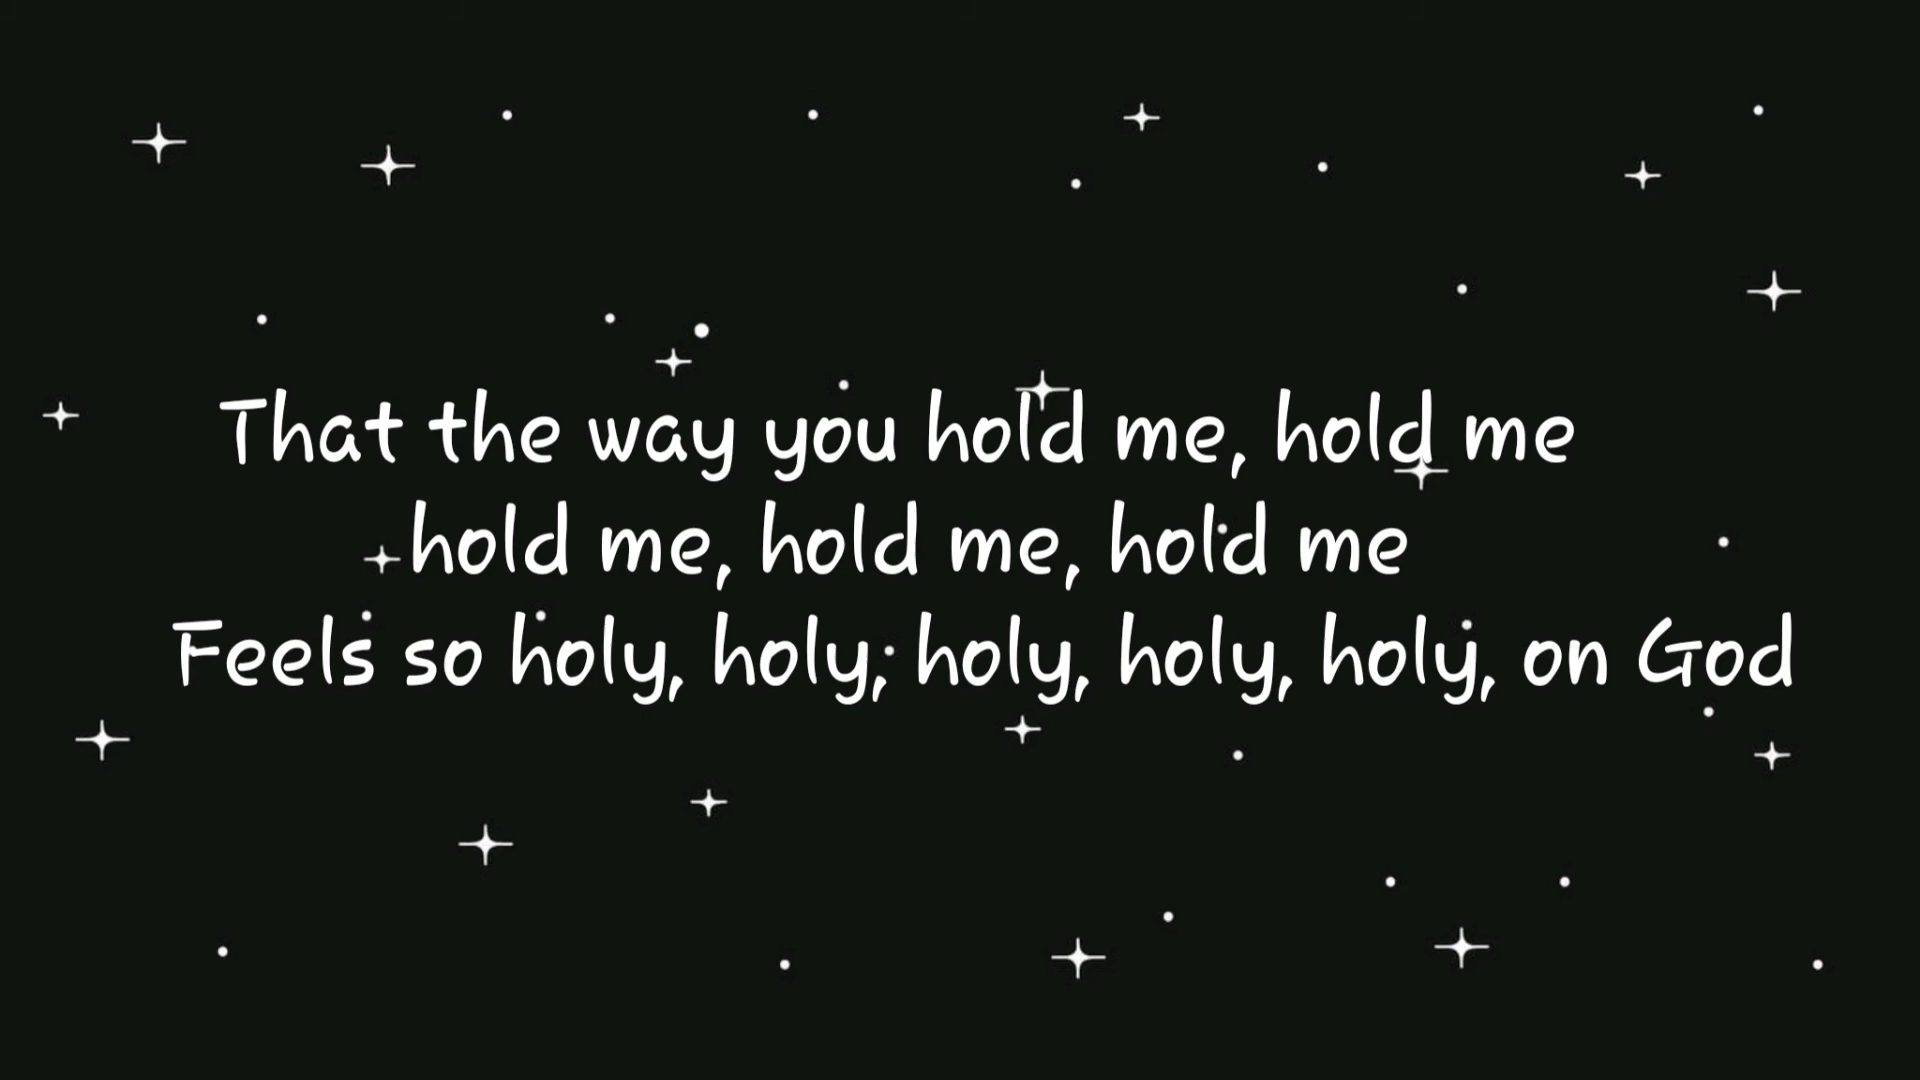 That the way you hold me, hold me
hold me, hold me, hold me
Feels so holy, holy, holy, holy, holy, on God